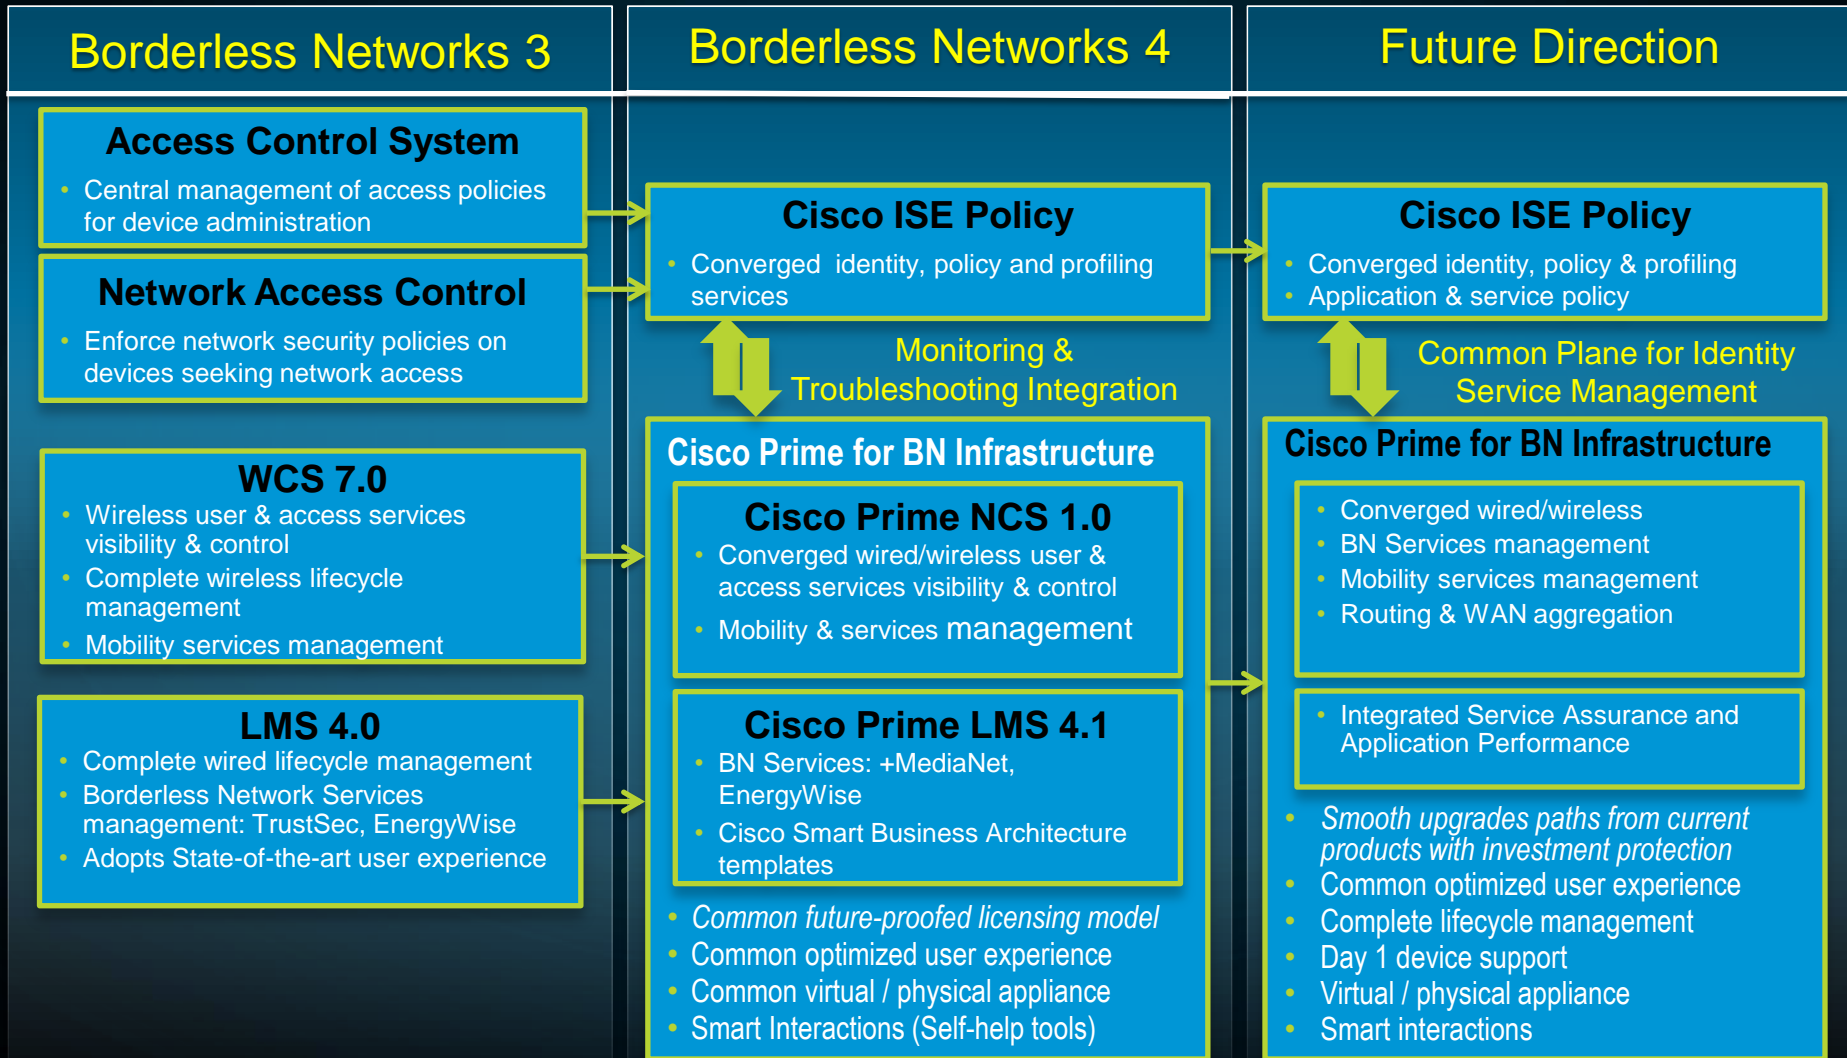 Borderless Networks 3
Access Control System
• Central management of access policies
for device administration
Network Access Control
• Enforce network security policies on
devices seeking network access
WCS 7.0
• Wireless user & access services
visibility & control
• Complete wireless lifecycle
management
• Mobility services management
LMS 4.0
• Complete wired lifecycle management
• Borderless Network Services
management: TrustSec, EnergyWise
• Adopts State-of-the-art user experience
Borderless Networks 4
Cisco ISE Policy
• Converged identity, policy and profiling
services
Monitoring &
Troubleshooting Integration
Cisco Prime for BN Infrastructure
Cisco Prime NCS 1.0
• Converged wired/wireless user &
access services visibility & control
• Mobility & services management
Cisco Prime LMS 4.1
• BN Services: +MediaNet,
EnergyWise
• Cisco Smart Business Architecture
templates
• Common future-proofed licensing model
• Common optimized user experience
• Common virtual / physical appliance
• Smart Interactions (Self-help tools)
Future Direction
Cisco ISE Policy
• Converged identity, policy & profiling
• Application & service policy
Common Plane for Identity
Service Management
Cisco Prime for BN Infrastructure
• Converged wired/wireless
• BN Services management
• Mobility services management
• Routing & WAN aggregation
• Integrated Service Assurance and
Application Performance
• Smooth upgrades paths from current
products with investment protection
• Common optimized user experience
• Complete lifecycle management
• Day 1 device support
• Virtual / physical appliance
• Smart interactions